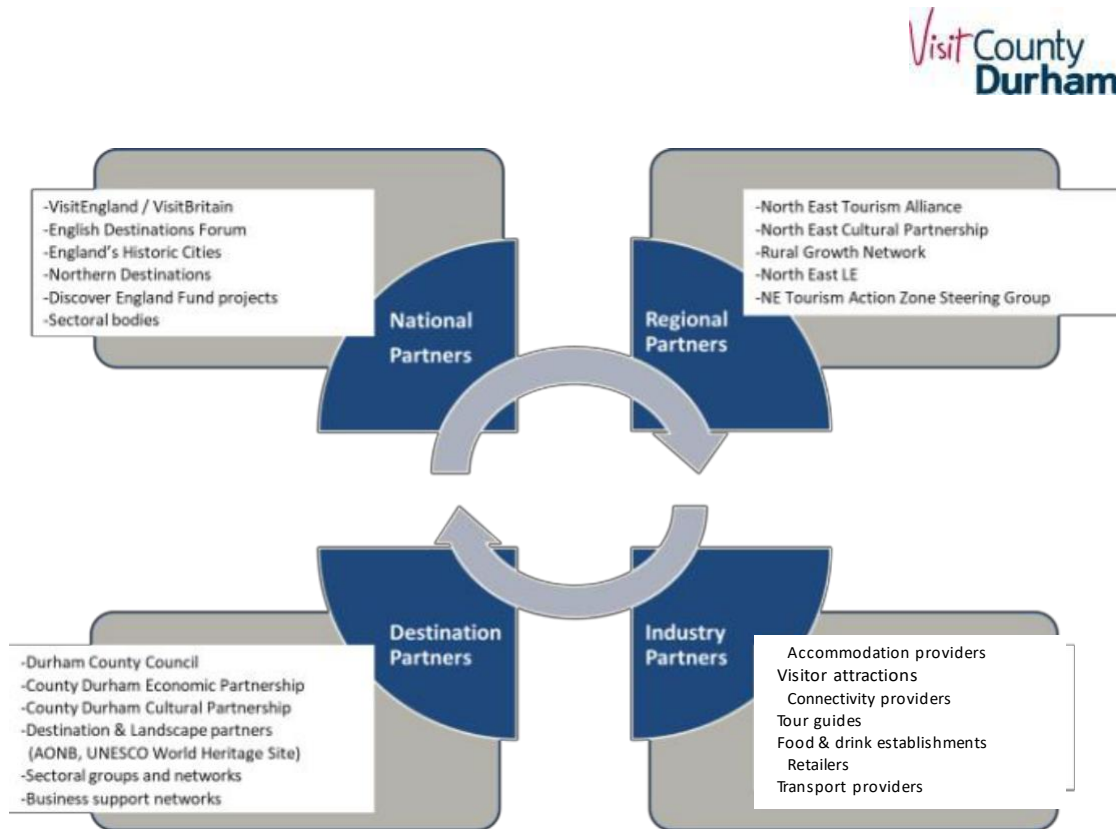 Visit County
Durham
-VisitEngland / VisitBritain
-English Destinations Forum
-England's Historic Cities
-Northern Destinations
-Discover England Fund projects
-Sectoral bodies
National
Partners
-North East Tourism Alliance
-North East Cultural Partnership
-Rural Growth Network
-North East LE
-NE Tourism Action Zone Steering Group
Regional
Partners
Destination
Partners
-Durham County Council
-County Durham Economic Partnership
-County Durham Cultural Partnership
-Destination & Landscape partners
(AONB, UNESCO World Heritage Site)
-Sectoral groups and networks
-Business support networks
Industry
Partners
Accommodation providers
Visitor attractions
Connectivity providers
Tour guides
Food & drink establishments
Retailers
Transport providers